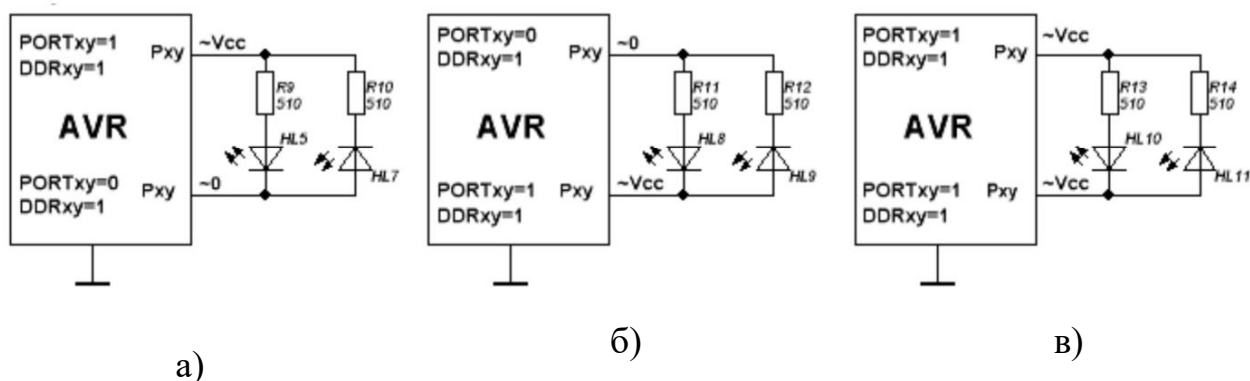 PORTxy=1
DDRxy=1
Pxy
~Vcc
R9
510
R10
510
AVR
HL5
HL7
PORTxy=0
DDRxy=1
Pxy
~0
а)
PORTxy=0
DDRxy=1
Pxy
~0
R11
510
R12
510
AVR
HL8
HL9
PORTxy=1
DDRxy=1
Pxy
~Vcc
б)
PORTxy=1
DDRxy=1
Pxy
~Vcc
R13
510
R14
510
AVR
HL10
HL11
PORTxy=1
DDRxy=1
Pxy
~Vcc
в)